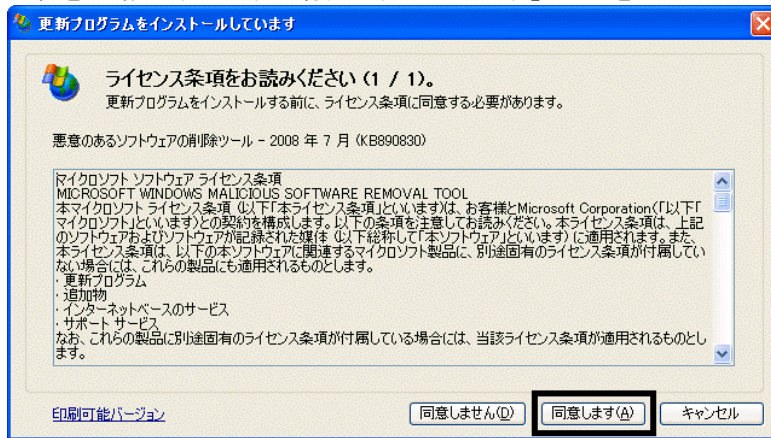 更新プログラムをインストールしています
ライセンス条項をお読みください (1 / 1)。
更新プログラムをインストールする前に、ライセンス条項に同意する必要があります。
悪意のあるソフトウェアの削除ツール - 2008 年 7 月 (KB890830)
マイクロソフト ソフトウェア ライセンス条項
MICROSOFT WINDOWS MALICIOUS SOFTWARE REMOVAL TOOL
本マイクロソフト ライセンス条項 (以下「本ライセンス条項」といいます)は、お客様とMicrosoft Corporation(「以下「
マイクロソフト」といいます)との契約を構成します。以下の条項を注意してお読みください。本ライセンス条項は、上記
のソフトウェアおよびソフトウェアが記録された媒体 (以下総称して「本ソフトウェア」といいます) に適用されます。また、
本ライセンス条項は、以下の本ソフトウェアに関連するマイクロソフト製品に、別途固有のライセンス条項が付属してい
ない場合には、これらの製品にも適用されるものとします。
・更新プログラム
・追加物
・インターネットベースのサービス
・サポート サービス
なお、これらの製品に別途固有のライセンス条項が付属している場合には、当該ライセンス条項が適用されるものとし
ます。
印刷可能バージョン
同意しません(D)
同意します(A)
キャンセル